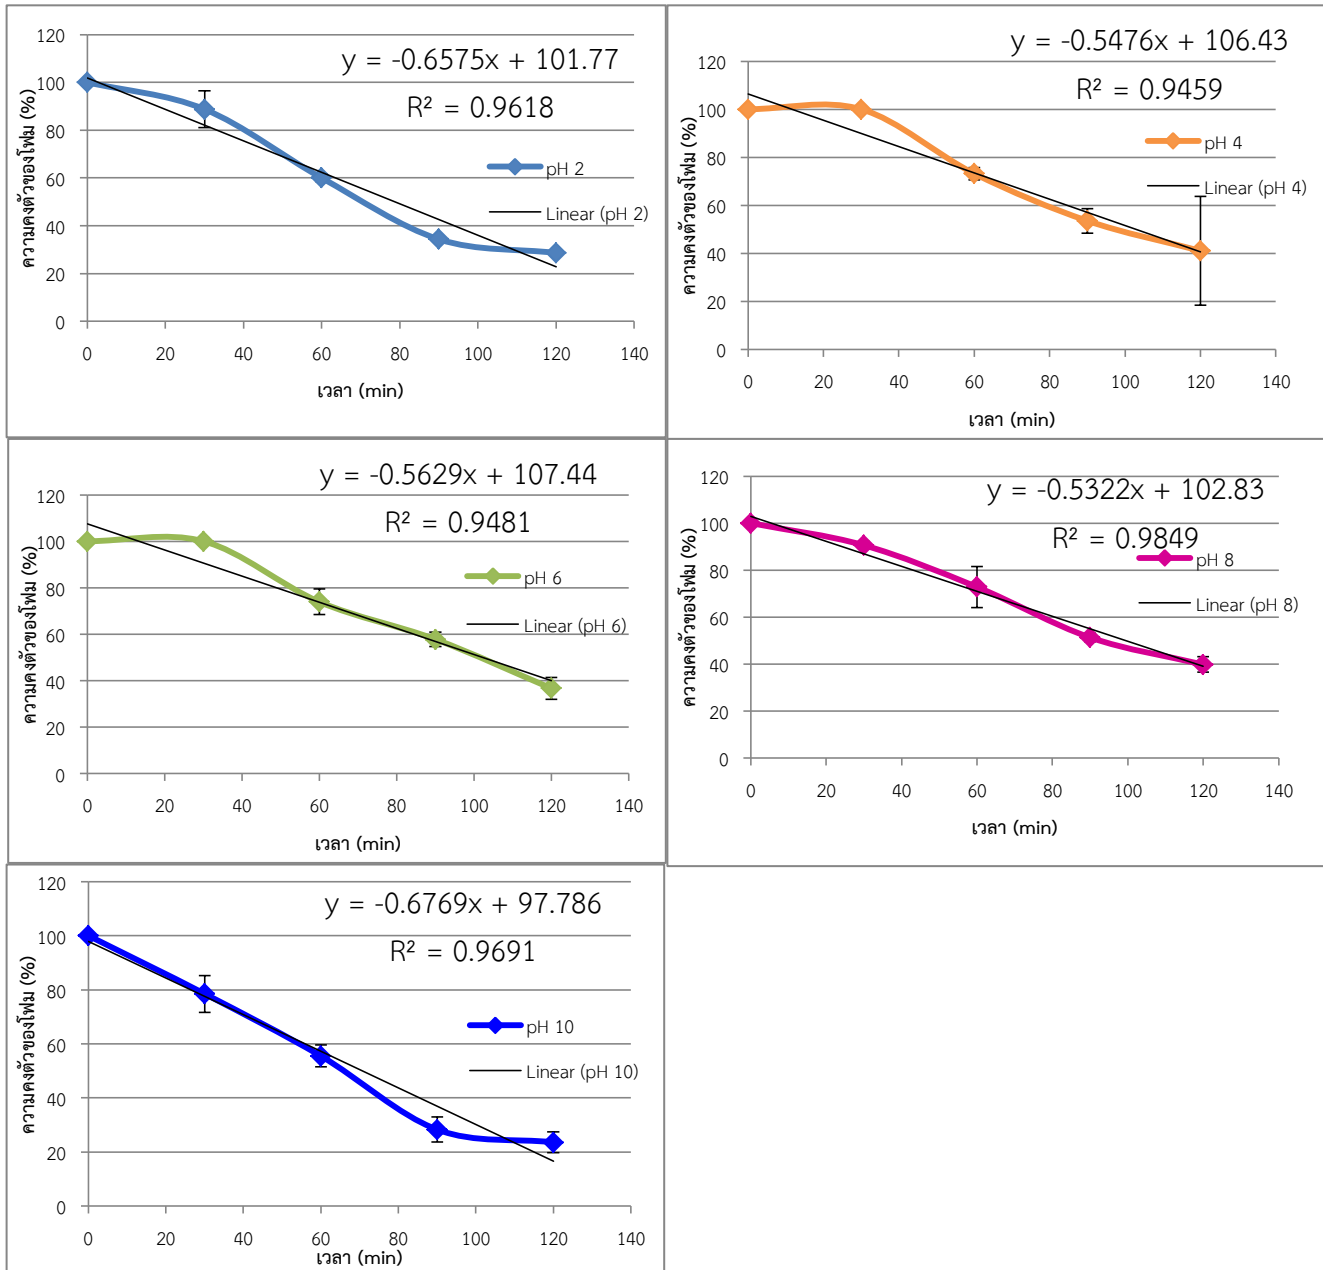 y = -0.6575x + 101.77
R² = 0.9618
120
100
80
60
40
20
0
0 20 40 60 80 100 120 140
ความคงตัวของโฟม (%)
เวลา (min)
pH 2
Linear (pH 2)
y = -0.5476x + 106.43
R² = 0.9459
120
100
80
60
40
20
0
0 20 40 60 80 100 120 140
ความคงตัวของโฟม (%)
เวลา (min)
pH 4
Linear (pH 4)
y = -0.5629x + 107.44
R² = 0.9481
120
100
80
60
40
20
0
0 20 40 60 80 100 120 140
ความคงตัวของโฟม (%)
เวลา (min)
pH 6
Linear (pH 6)
y = -0.5322x + 102.83
R² = 0.9849
120
100
80
60
40
20
0
0 20 40 60 80 100 120 140
ความคงตัวของโฟม (%)
เวลา (min)
pH 8
Linear (pH 8)
y = -0.6769x + 97.786
R² = 0.9691
120
100
80
60
40
20
0
0 20 40 60 80 100 120 140
ความคงตัวของโฟม (%)
เวลา (min)
pH 10
Linear (pH 10)